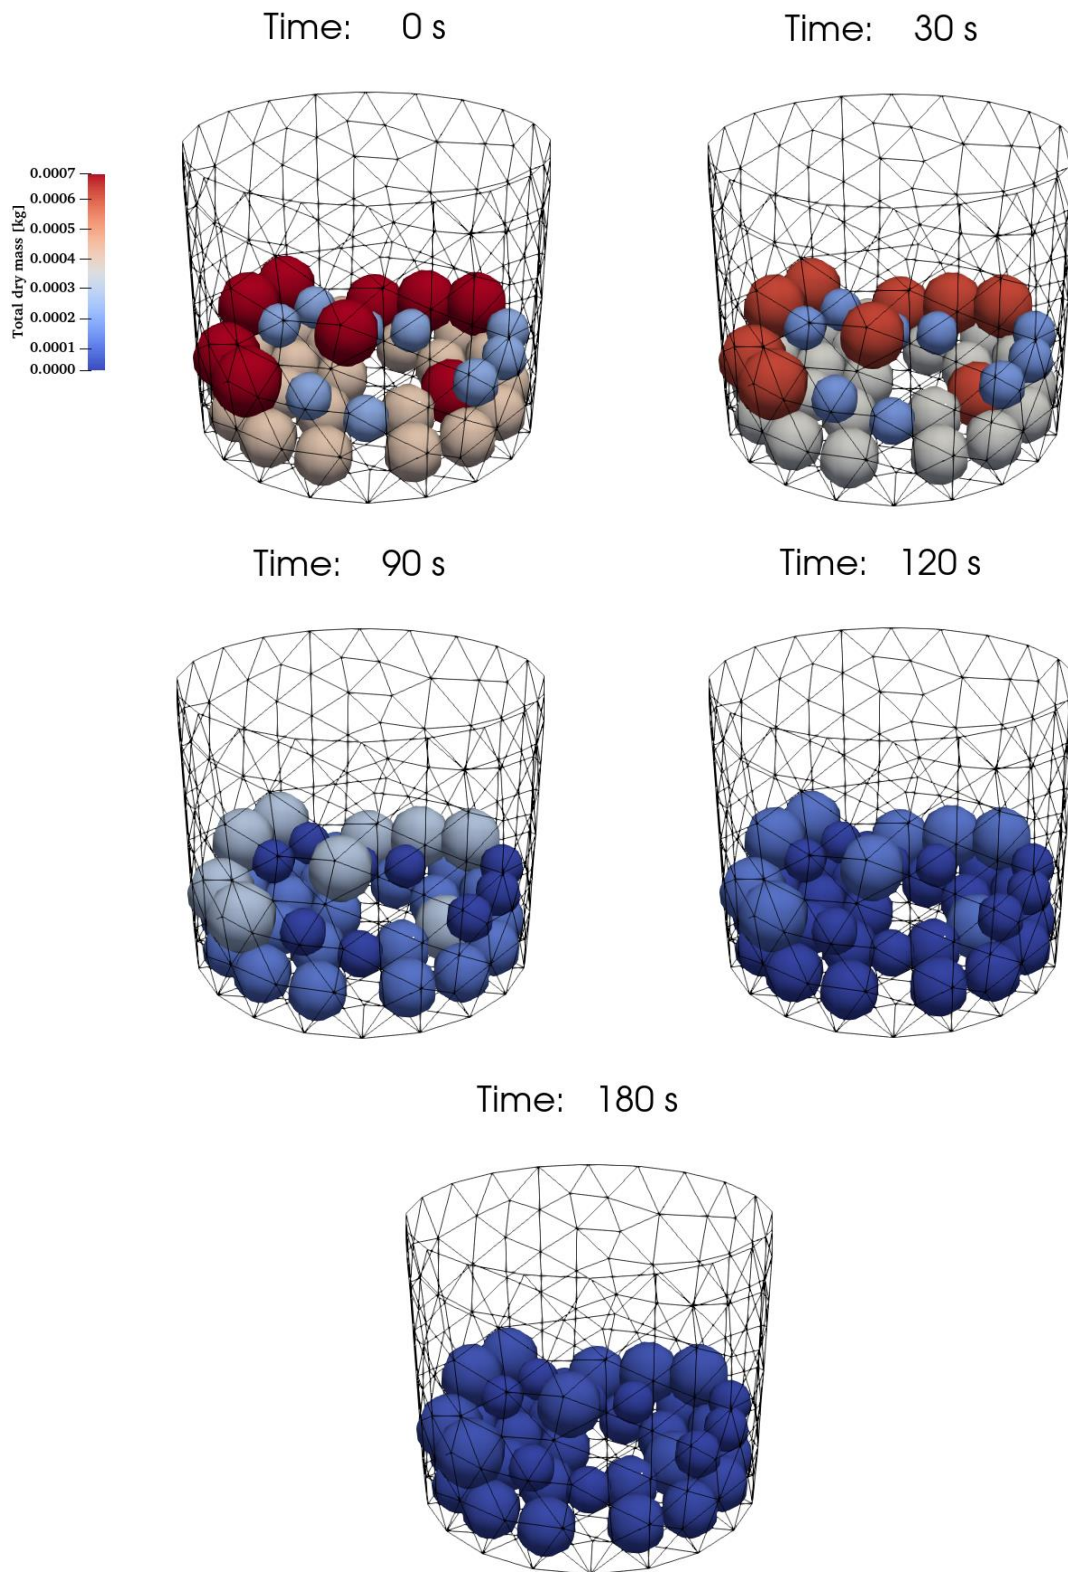 Time: 0 s
Time: 30 s
Total dry mass [kg]
0.0007
0.0006
0.0005
0.0004
0.0003
0.0002
0.0001
0.0000
Time: 90 s
Time: 120 s
Time: 180 s